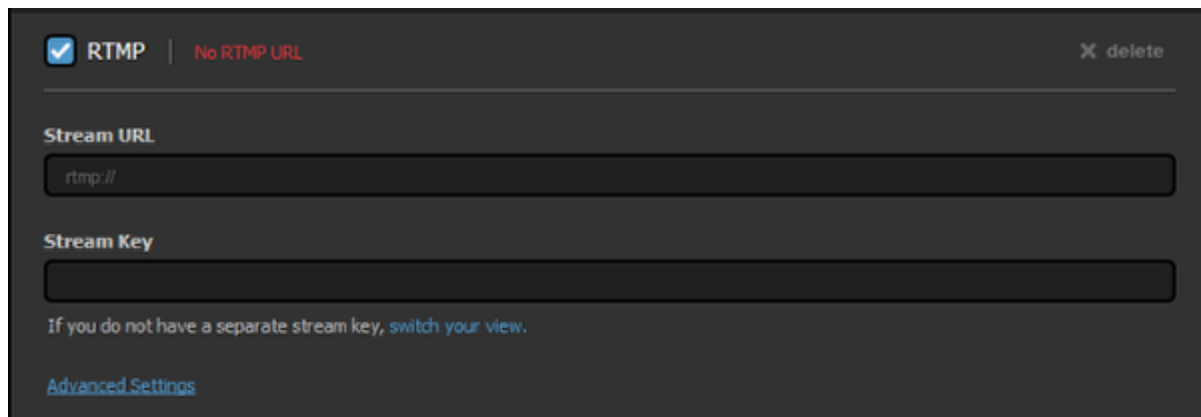 RTMP | No RTMP URL ✕ delete
Stream URL
rtmp://
Stream Key
If you do not have a separate stream key, switch your view.
Advanced Settings